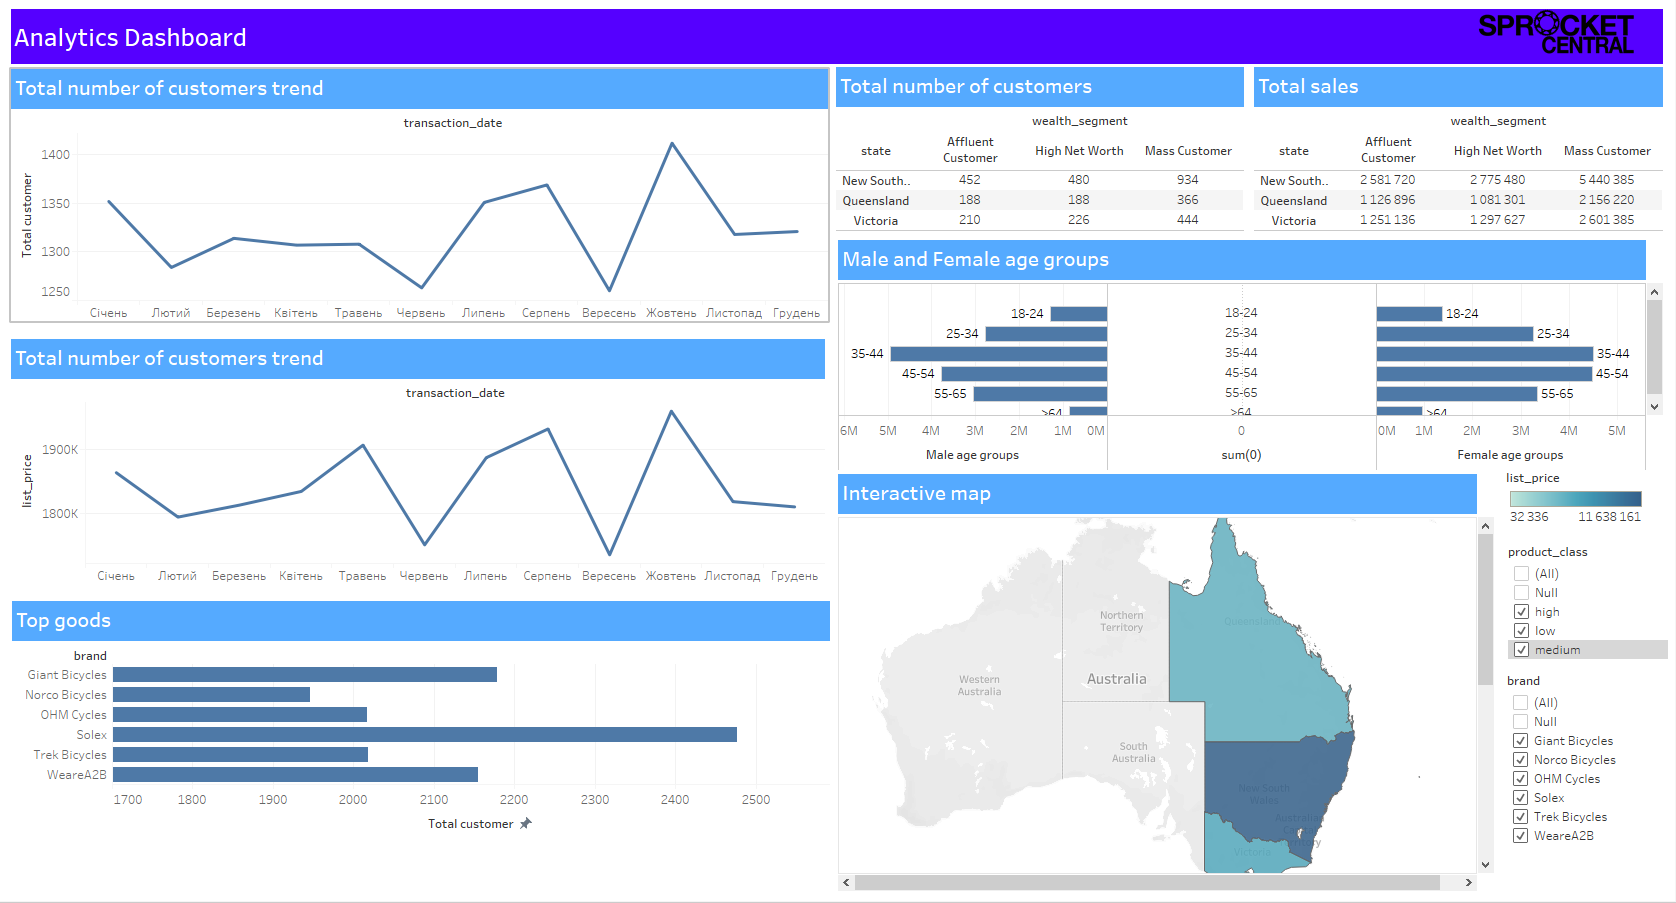 Analytics Dashboard
SPROCKET
CENTRAL
Total number of customers trend
transaction_date
Total customer
1400
1350
1300
1250
Січень Лютий Березень Квітень Травень Червень Липень Серпень Вересень Жовтень Листопад Грудень
Total number of customers trend
transaction_date
list_price
1900K
1800K
Січень Лютий Березень Квітень Травень Червень Липень Серпень Вересень Жовтень Листопад Грудень
Top goods
brand
Giant Bicycles
Norco Bicycles
OHM Cycles
Solex
Trek Bicycles
WeareA2B
1700 1800 1900 2000 2100 2200 2300 2400 2500
Total customer
Total number of customers
wealth_segment
state Affluent Customer High Net Worth Mass Customer
New South.. 452 480 934
Queensland 188 188 366
Victoria 210 226 444
Total sales
wealth_segment
state Affluent Customer High Net Worth Mass Customer
New South.. 2 581 720 2 775 480 5 440 385
Queensland 1 126 896 1 081 301 2 156 220
Victoria 1 251 136 1 297 627 2 601 385
Male and Female age groups
18-24 18-24 18-24
25-34 25-34 25-34
35-44 35-44 35-44
45-54 45-54 45-54
55-65 55-65 55-65
>64 >64 >64
6M 5M 4M 3M 2M 1M 0M 0 0M 1M 2M 3M 4M 5M
Male age groups sum(0) Female age groups
Interactive map
Northern
Territory
Queensland
Western
Australia
Australia
South
Australia
New South
Wales
Australian
Capital
Territory
Victoria
list_price
32 336 11 638 161
product_class
(All)
Null
high
low
medium
brand
(All)
Null
Giant Bicycles
Norco Bicycles
OHM Cycles
Solex
Trek Bicycles
WeareA2B